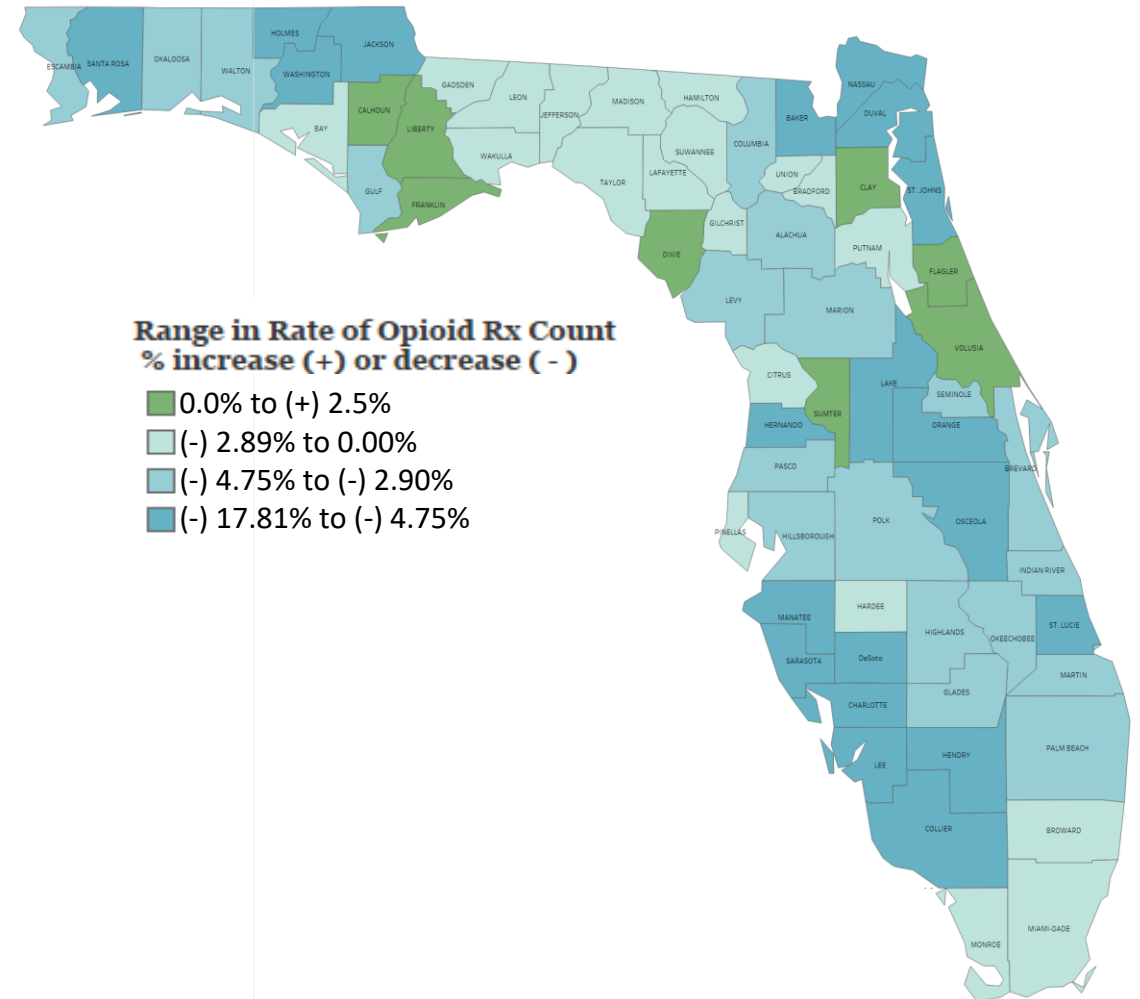 HOLMES
JACKSON
ESCAMBIA
SANTA ROSA
OKALOOSA
WALTON
WASHINGTON
GADSDEN
LEON
JEFFERSON
MADISON
HAMILTON
CALHOUN
LIBERTY
BAY
WAKULLA
SUWANNEE
COLUMBIA
BAKER
NASSAU
DUVAL
TAYLOR
LAFAYETTE
UNION
BRADFORD
CLAY
ST. JOHNS
GULF
FRANKLIN
GILCHRIST
ALACHUA
PUTNAM
DIXIE
FLAGLER
LEVY
MARION
VOLUSIA
Range in Rate of Opioid Rx Count
% increase (+) or decrease ( - )
0.0% to (+) 2.5%
(-) 2.89% to 0.00%
(-) 4.75% to (-) 2.90%
(-) 17.81% to (-) 4.75%
CITRUS
LAKE
SEMINOLE
SUMTER
HERNANDO
ORANGE
PASCO
BREVARD
PINELLAS
HILLSBOROUGH
POLK
OSCEOLA
INDIAN RIVER
MANATEE
HARDEE
HIGHLANDS
OKEECHOBEE
ST. LUCIE
SARASOTA
DeSoto
MARTIN
CHARLOTTE
GLADES
LEE
HENDRY
PALM BEACH
COLLIER
BROWARD
MONROE
MIAMI-DADE